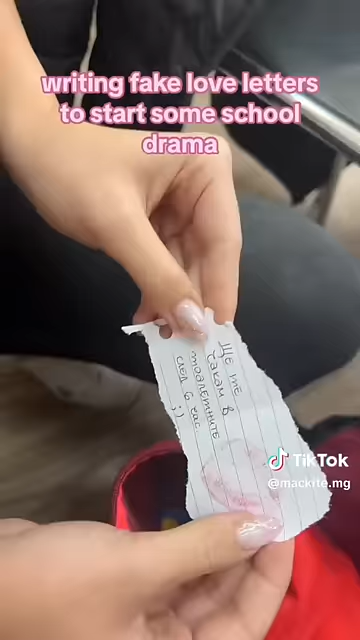 writing fake love letters
to start some school
drama
Ще те
чакам в
тоалетните
след 6 час.
;)
TikTok
@mackite.mg